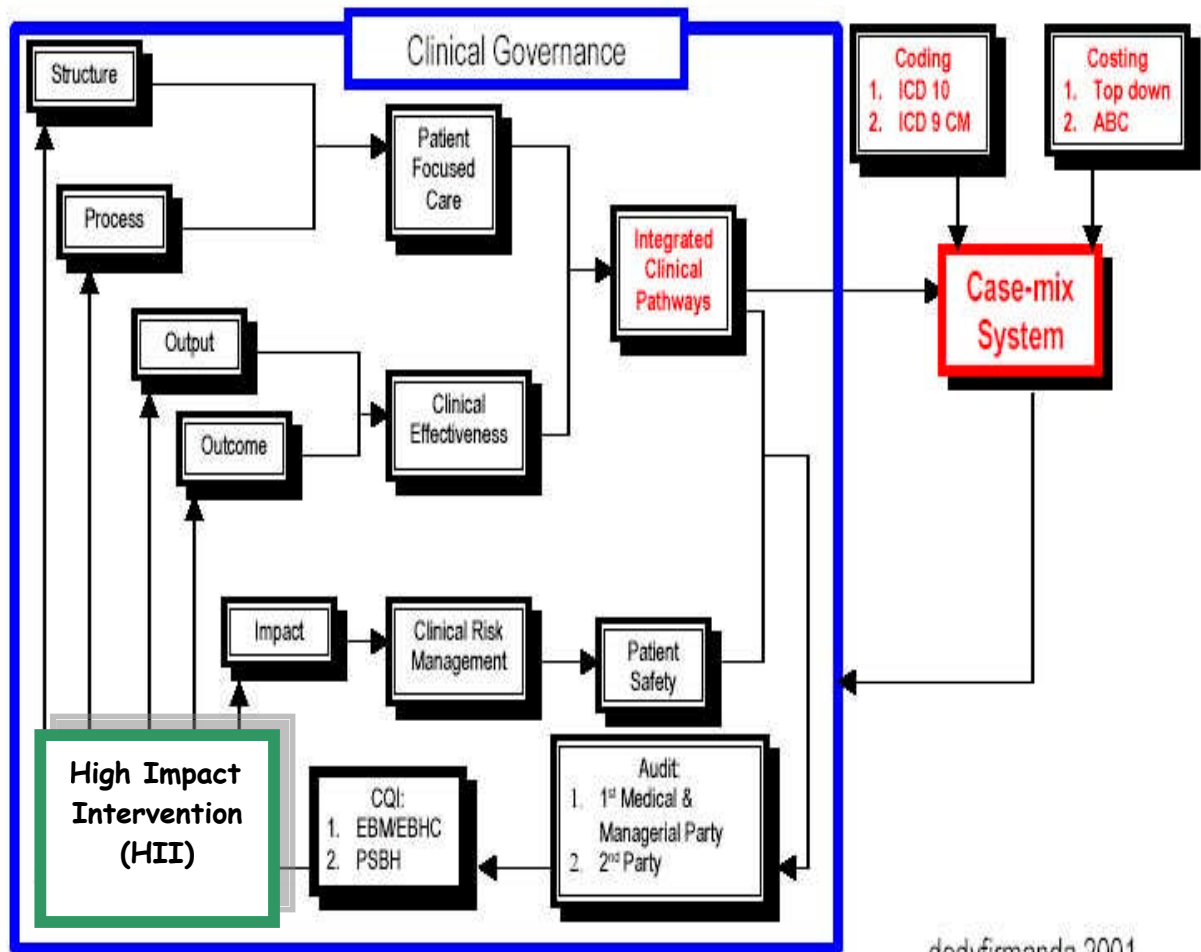 Clinical Governance
Structure
Process
Output
Outcome
Impact
Patient
Focused
Care
Clinical
Effectiveness
Clinical Risk
Management
Patient
Safety
Integrated
Clinical
Pathways
Coding
1. ICD 10
2. ICD 9 CM
Costing
1. Top down
2. ABC
Case-mix
System
Audit:
1. 1st Medical &
Managerial Party
2. 2nd Party
CQI:
1. EBM/EBHC
2. PSBH
High Impact
Intervention
(HII)
dodyfirmanda 2001